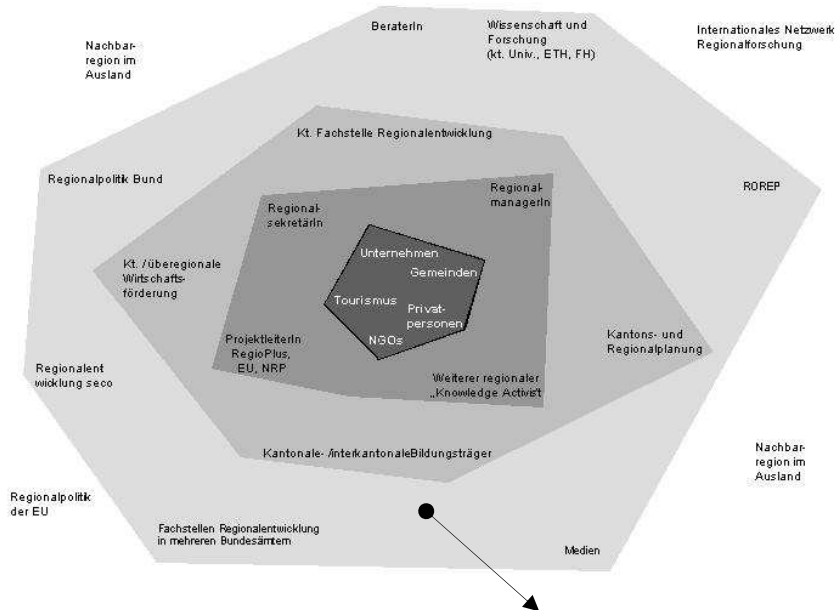 BeraterIn
Wissenschaft und
Forschung
(kt. Univ., ETH, FH)
Internationales Netzwerk
Regionalforschung
Nachbar-
region im
Ausland
Kt. Fachstelle Regionalentwicklung
Regionalpolitik Bund
Regional-
managerIn
ROREP
Regional-
sekretärIn
Unternehmen
Gemeinden
Kt. / überegionale
Wirtschafts-
förderung
Tourismus
Privat-
personen
NGOs
ProjektleiterIn
RegioPlus,
EU, NRP
Kantons- und
Regionalplanung
Regionalent
wicklung seco
Weiterer regionaler
„Knowledge Activist
Kantonale- /interkantonaleBildungsträger
Nachbar-
region im
Ausland
Regionalpolitik
der EU
Fachstellen Regionalentwicklung
in mehreren Bundesämtern
Medien